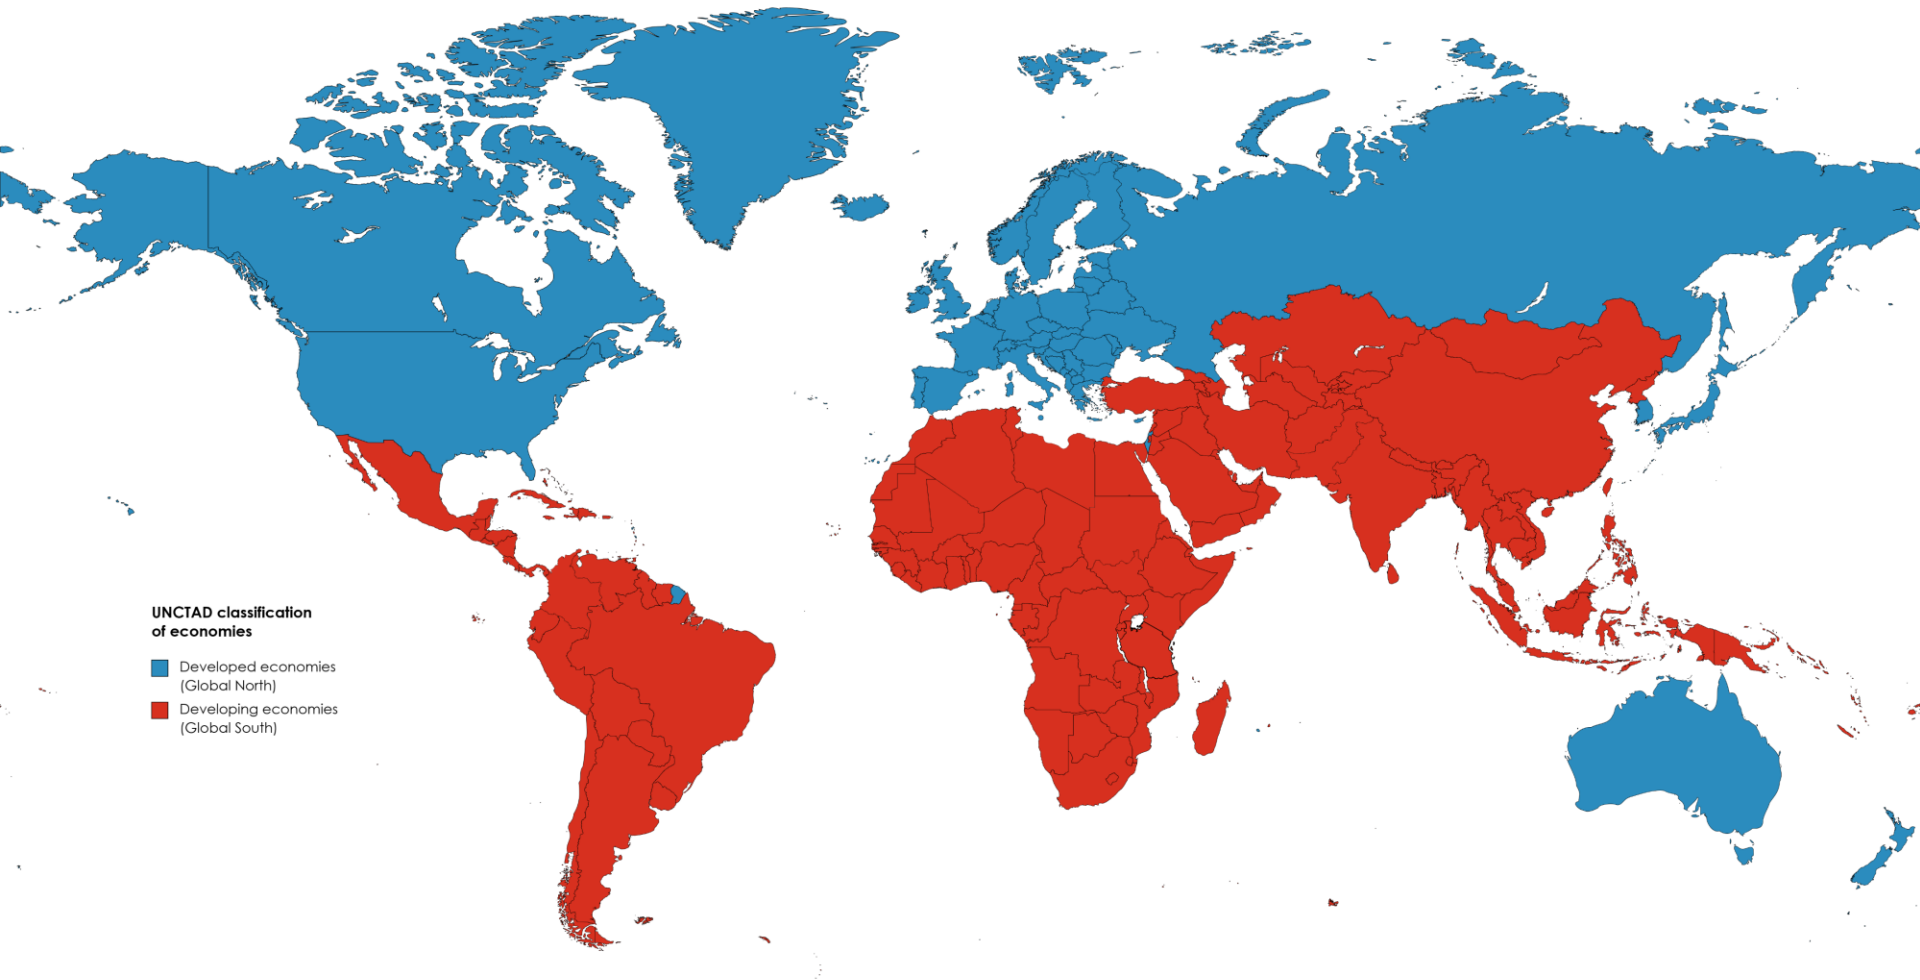 UNCTAD classification
of economies
Developed economies
(Global North)
Developing economies
(Global South)